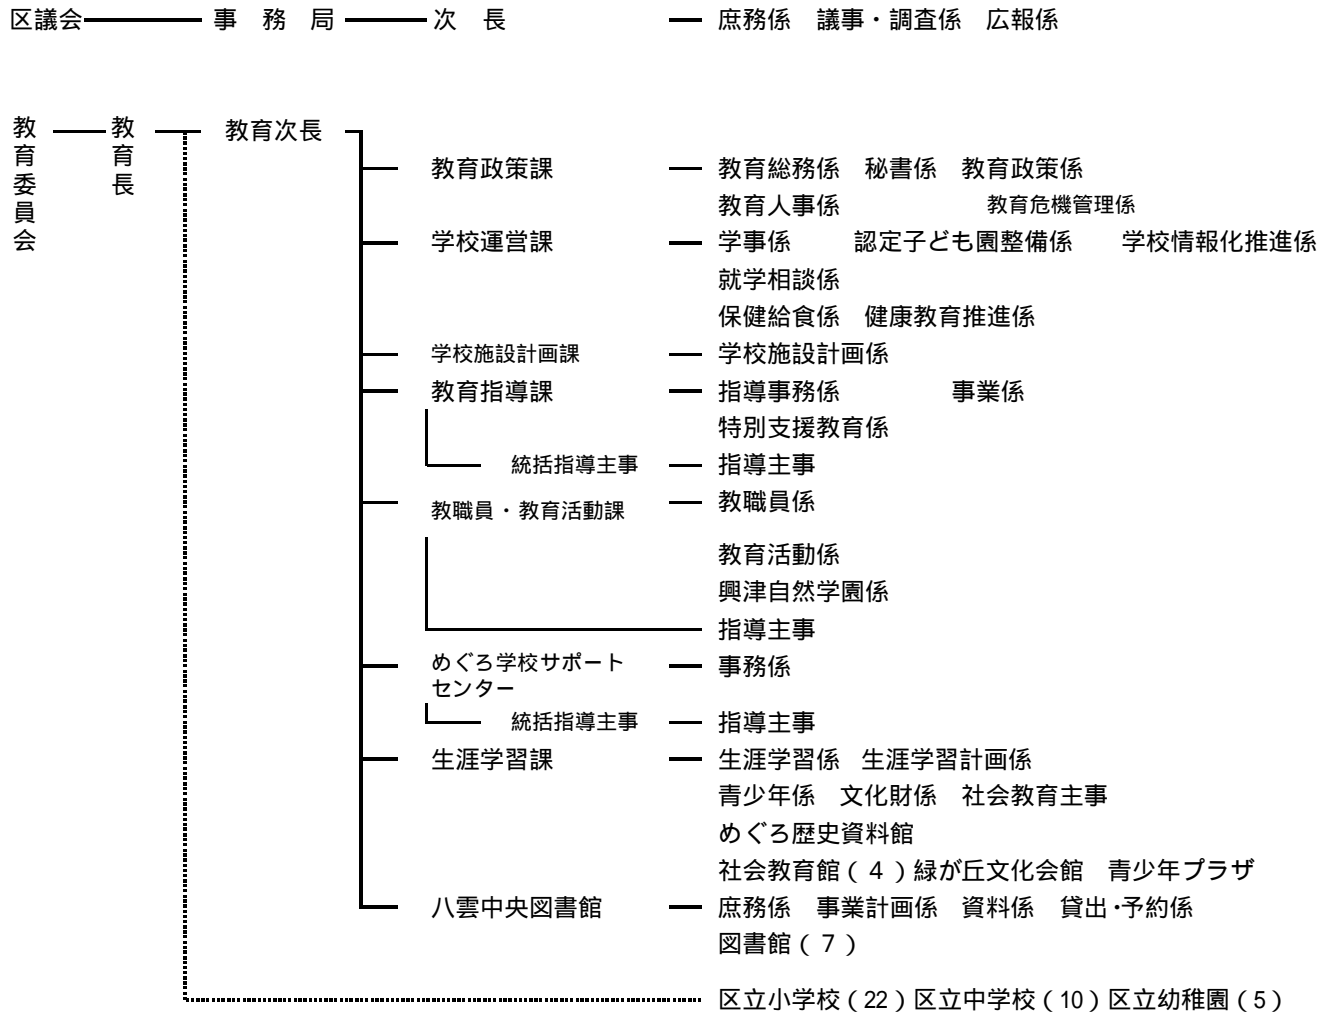 区議会 事　務　局 次　長 庶務係　議事・調査係　広報係
教育委員会 教育長 教育次長
教育政策課 教育総務係　秘書係　教育政策係
教育人事係 教育危機管理係
学校運営課 学事係 認定子ども園整備係 学校情報化推進係
就学相談係
保健給食係　健康教育推進係
学校施設計画課 学校施設計画係
教育指導課 指導事務係 事業係
特別支援教育係
統括指導主事 指導主事
教職員・教育活動課 教職員係
教育活動係
興津自然学園係
指導主事
めぐろ学校サポート
センター
事務係
統括指導主事 指導主事
生涯学習課 生涯学習係　生涯学習計画係
青少年係　文化財係　社会教育主事
めぐろ歴史資料館
社会教育館（４）緑が丘文化会館　青少年プラザ
八雲中央図書館 庶務係　事業計画係　資料係　貸出・予約係
図書館（７）
区立小学校（22）区立中学校（10）区立幼稚園（5）